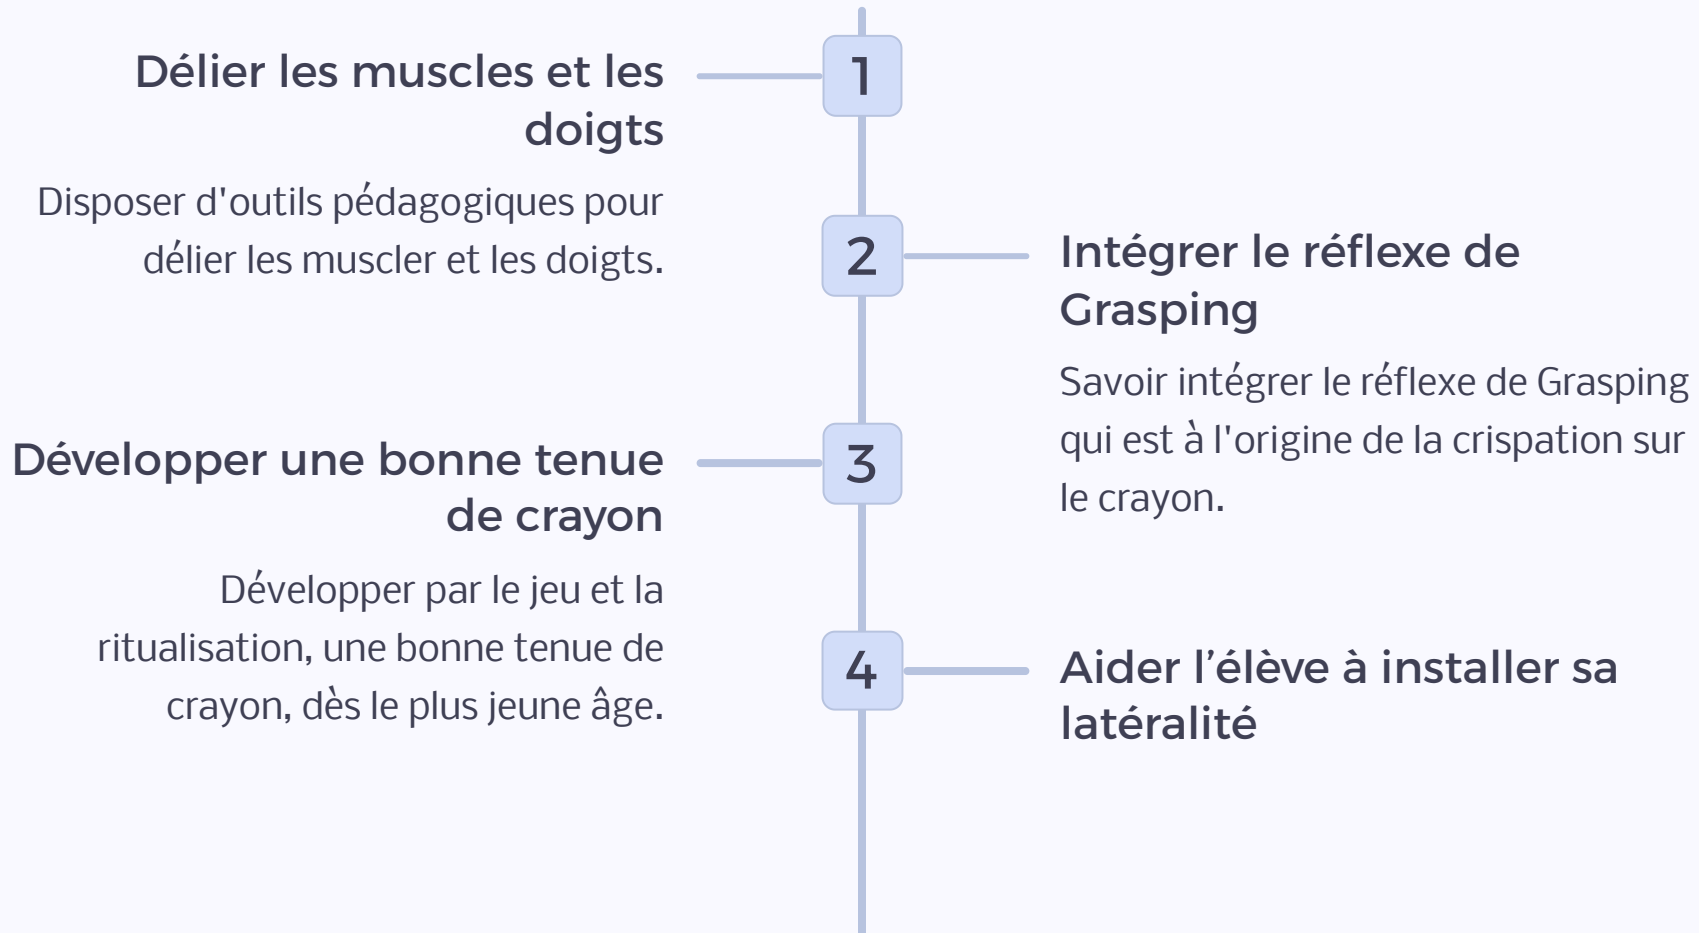 1
Délier les muscles et les
doigts
Disposer d'outils pédagogiques pour
délier les muscler et les doigts.
2
Intégrer le réflexe de
Grasping
Savoir intégrer le réflexe de Grasping
qui est à l'origine de la crispation sur
le crayon.
3
Développer une bonne tenue
de crayon
Développer par le jeu et la
ritualisation, une bonne tenue de
crayon, dès le plus jeune âge.
4
Aider l’élève à installer sa
latéralité